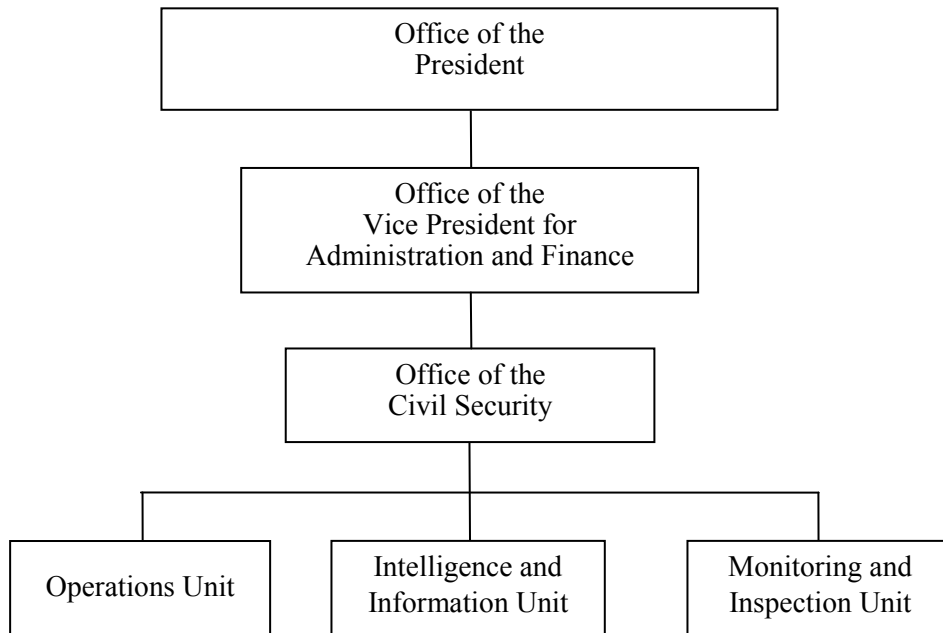 Office of the
President
Office of the
Vice President for
Administration and Finance
Office of the
Civil Security
Operations Unit
Intelligence and
Information Unit
Monitoring and
Inspection Unit